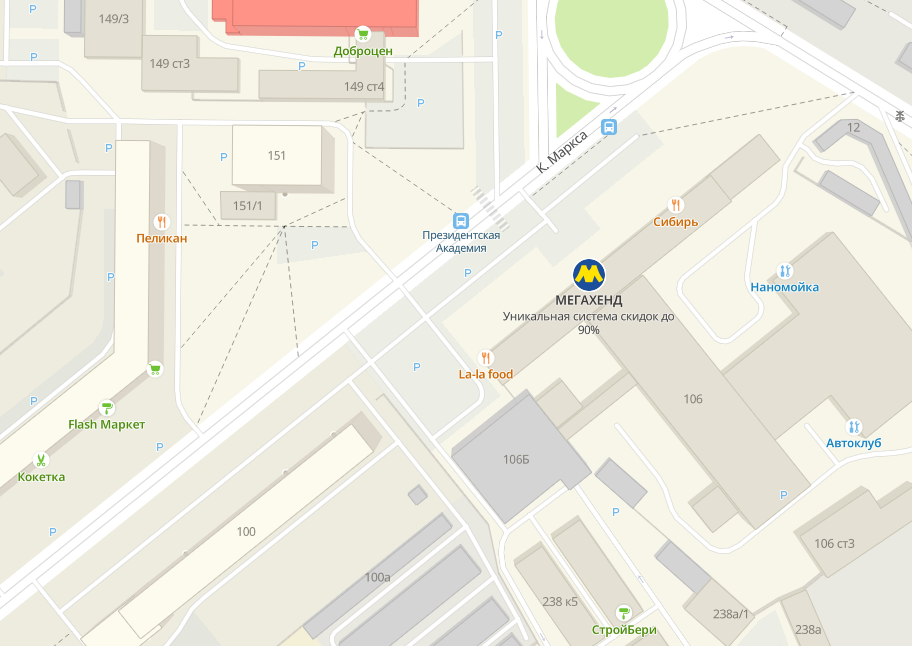 P
149/3
P
149 ст3
Доброцен
P
149 ст4
P
P
К. Маркса
12
P
P
151
151/1
Пеликан
Президентская
Академия
P
P
Сибирь
P
МЕГАХЕНД
Уникальная система скидок до
90%
Наномойка
P
La-la food
P
Flash Маркет
Кокетка
P
106
Автоклуб
106Б
P
P
P
100
106 ст3
100а
238 к5
СтройБери
238а/1
238а